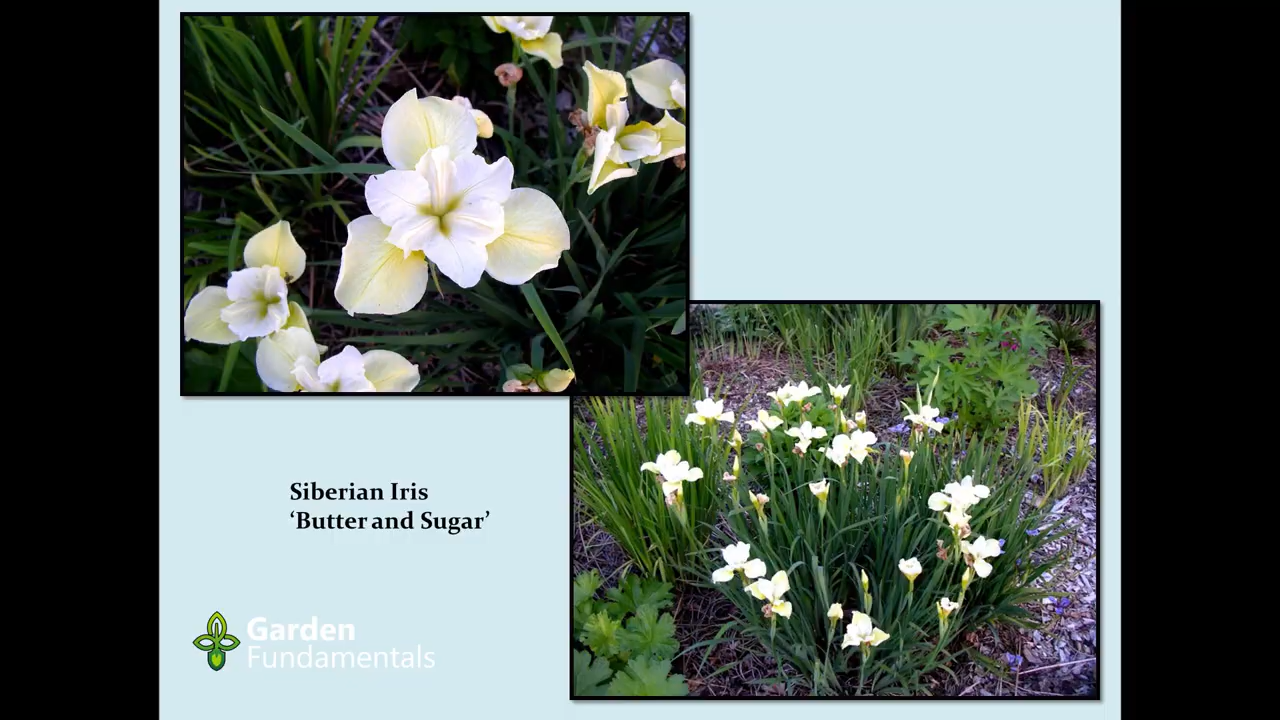 Siberian Iris
‘Butter and Sugar’
Garden
Fundamentals